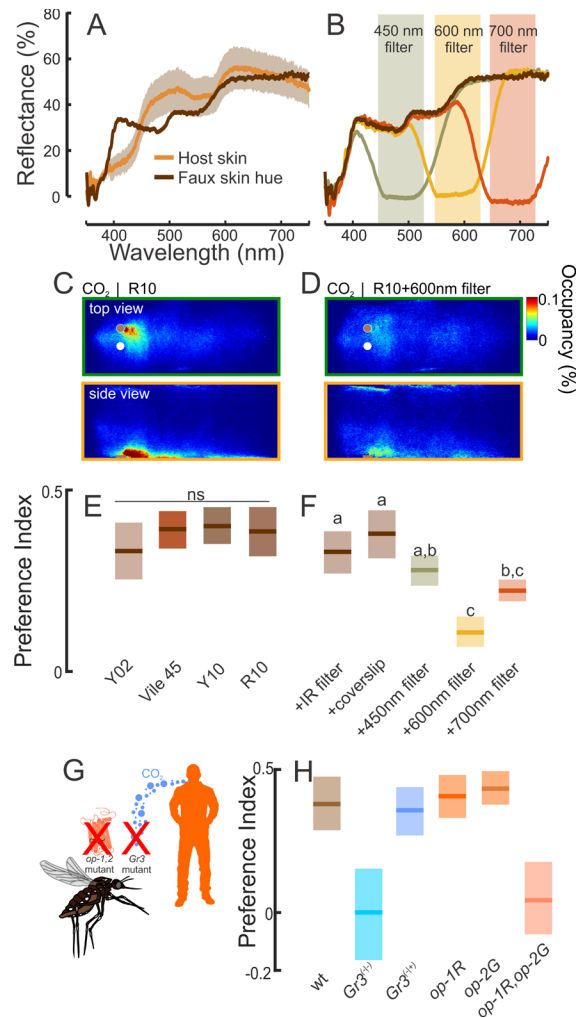 A
B
450 nm filter
600 nm filter
700 nm filter
Reflectance (%)
80
60
40
20
0
Host skin
Faux skin hue
400
500
600
700
400
500
600
700
Wavelength (nm)
C
CO2 | R10
D
CO2 | R10+600nm filter
top view
side view
0.1
0
Occupancy (%)
Preference Index
0.5
0
E
ns
Y02
Vile 45
Y10
R10
F
a
a
a,b
c
b,c
+IR filter
+coverslip
+450nm filter
+600nm filter
+700nm filter
G
CO2
op-1,2
mutant
Gr3
mutant
H
Preference Index
0.5
0
-0.2
wt
Gr3(-/-)
Gr3(-/+)
op-1R
op-2G
op-1R,op-2G